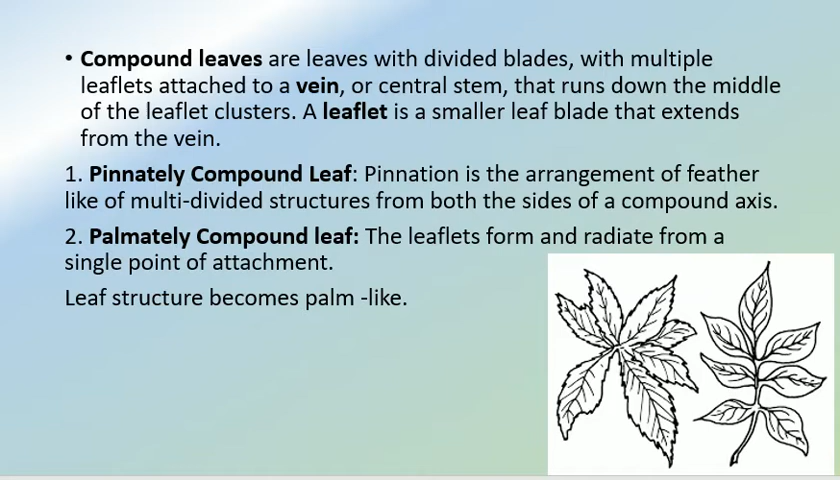 • Compound leaves are leaves with divided blades, with multiple
leaflets attached to a vein, or central stem, that runs down the middle
of the leaflet clusters. A leaflet is a smaller leaf blade that extends
from the vein.
1. Pinnately Compound Leaf: Pinnation is the arrangement of feather
like of multi-divided structures from both the sides of a compound axis.
2. Palmately Compound leaf: The leaflets form and radiate from a
single point of attachment.
Leaf structure becomes palm -like.